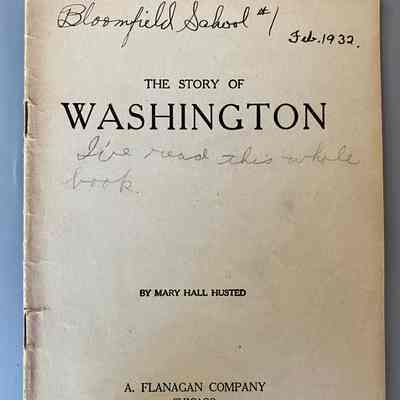 Bloomfield School #1
Feb. 1932.
THE STORY OF
WASHINGTON
I've read this whole
book.
BY MARY HALL HUSTED
A. FLANAGAN COMPANY
CHICAGO